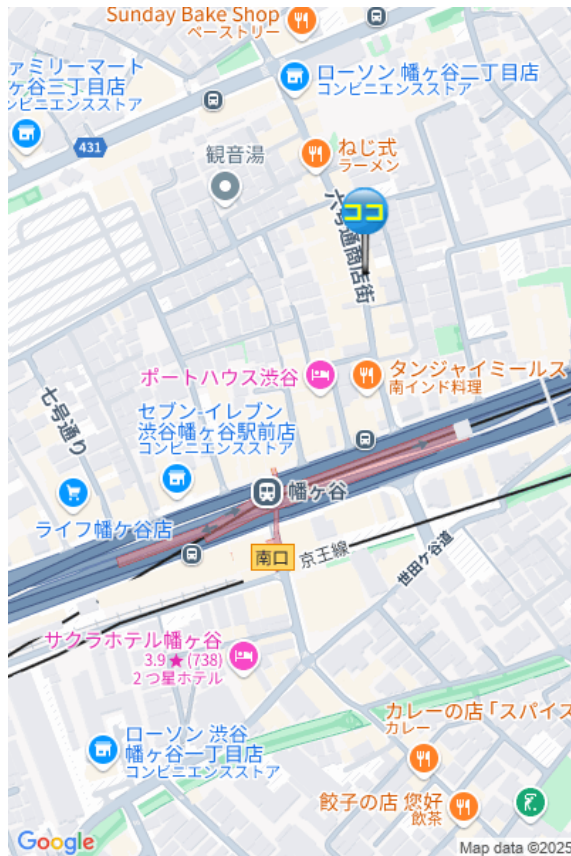 Sunday Bake Shop
ベーストリー
ァミリーマート
ヶ谷三丁目店
ンビニエンスストア
ローソン 幡ヶ谷二丁目店
コンビニエンスストア
431
観音湯
ねじ式
ラーメン
ココ
六号通商店街
ポートハウス渋谷
タンジャイミールス
南インド料理
七号通り
セブン-イレブン
渋谷幡ヶ谷駅前店
コンビニエンスストア
幡ヶ谷
ライフ幡ケ谷店
南口
京王線
世田ケ谷道
サクラホテル幡ヶ谷
3.9★(738)
2 つ星ホテル
カレーの店「スパイス
カレー
ローソン 渋谷
幡ヶ谷一丁目店
コンビニエンスストア
餃子の店 您好
飲茶
Google
Map data ©2025